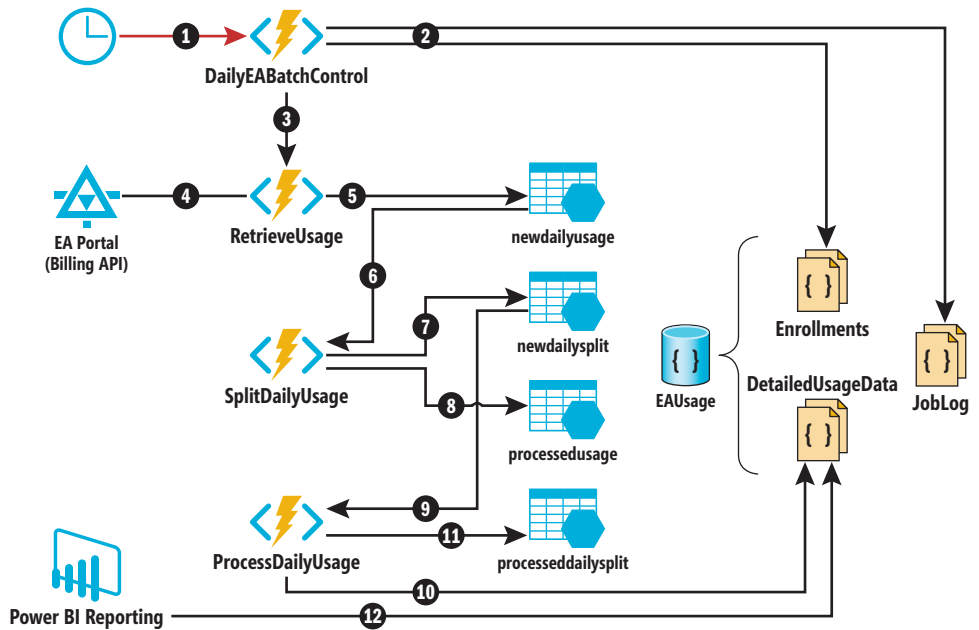 1
2
DailyEABatchControl
3
4
5
EA Portal
(Billing API)
RetrieveUsage
newdailyusage
6
{ }
Enrollments
7
newdailysplit
{ }
EAUsage
{ }
JobLog
SplitDailyUsage
8
DetailedUsageData
{ }
processedusage
9
11
ProcessDailyUsage
processeddailysplit
10
Power BI Reporting
12